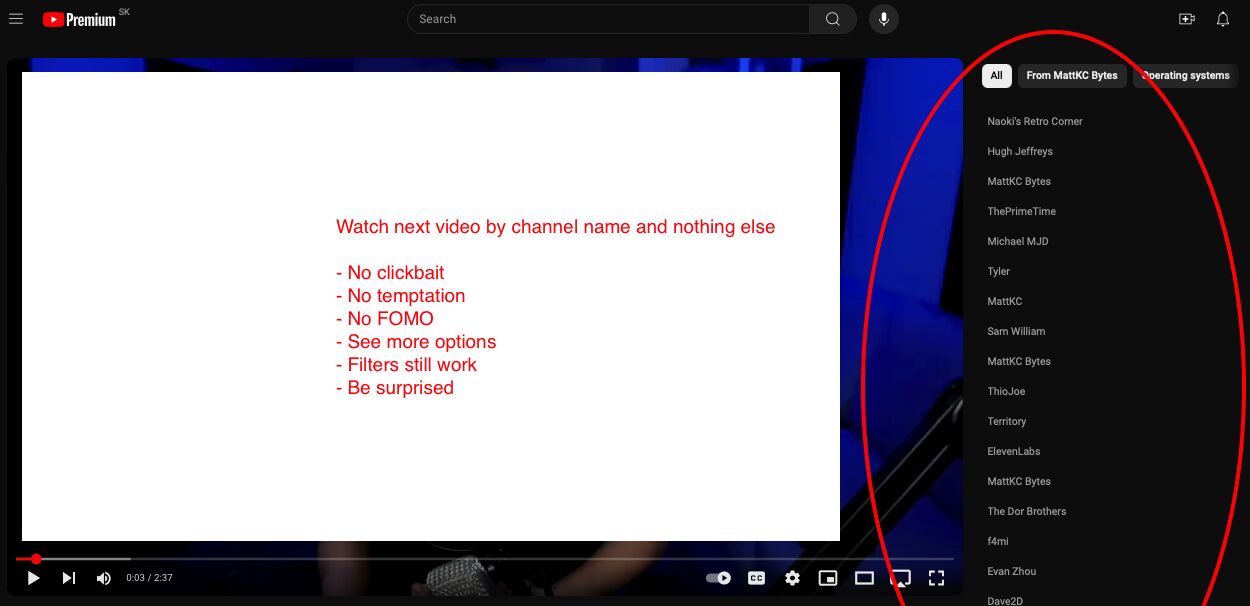 Premium SK
Search
All
From MattKC Bytes
Operating systems
Watch next video by channel name and nothing else
- No clickbait
- No temptation
- No FOMO
- See more options
- Filters still work
- Be surprised
Naoki's Retro Corner
Hugh Jeffreys
MattKC Bytes
ThePrimeTime
Michael MJD
Tyler
MattKC
Sam William
MattKC Bytes
ThioJoe
Territory
ElevenLabs
MattKC Bytes
The Dor Brothers
f4mi
Evan Zhou
Dave2D
0:03 / 2:37
CC